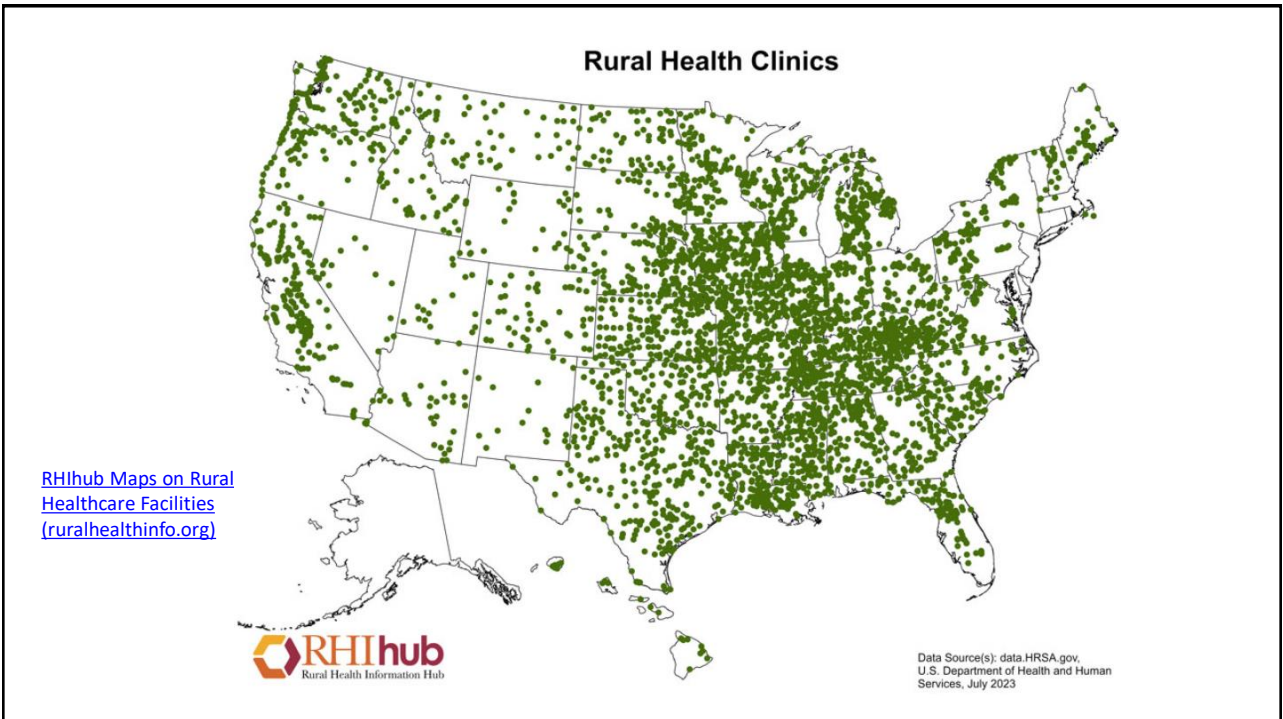 Rural Health Clinics
RHIhub Maps on Rural
Healthcare Facilities
(ruralhealthinfo.org)
RHIhub
Rural Health Information Hub
Data Source(s): data.HRSA.gov,
U.S. Department of Health and Human
Services, July 2023